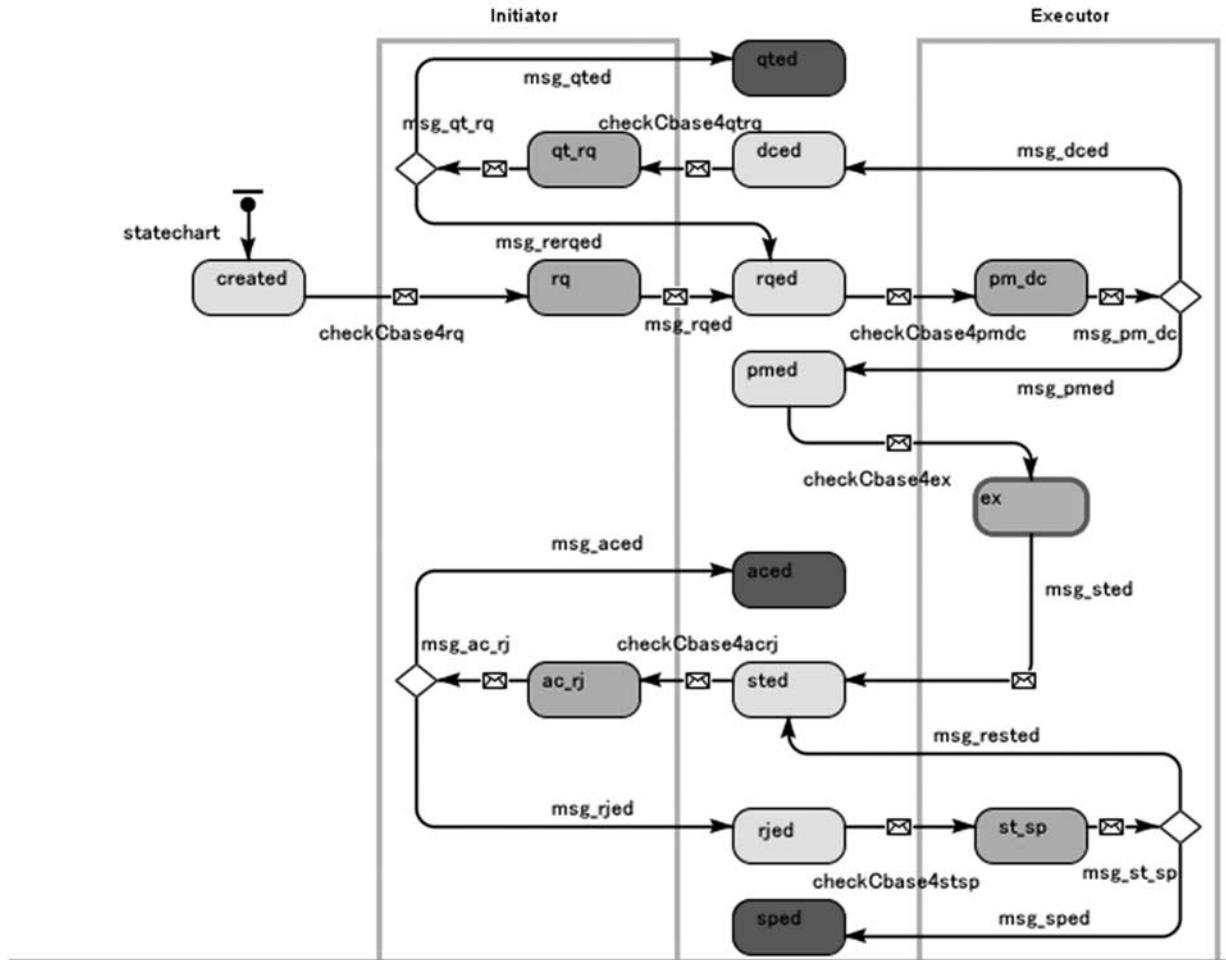 Initiator
Executor
qted
msg_qted
msg_qt_rq
checkCbase4qtrq
qt_rq
dced
msg_dced
statechart
msg_rerqed
created
rq
rqed
pm_dc
checkCbase4rq
msg_rqed
checkCbase4pmdc
msg_pm_dc
pmed
msg_pmed
checkCbase4ex
ex
msg_aced
aced
msg_sted
msg_ac_rj
checkCbase4acrj
ac_rj
sted
msg_rested
msg_rjed
rjed
st_sp
checkCbase4stsp
msg_st_sp
sped
msg_sped